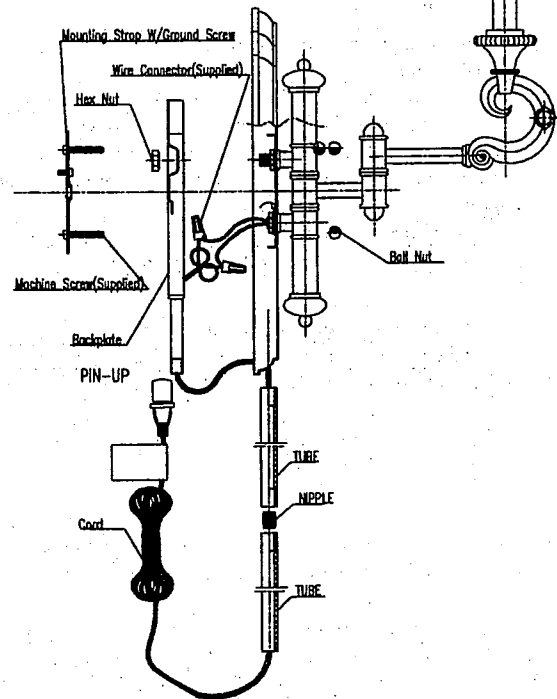 Mounting Strop W/Ground Screw
Wire Connector(Supplied)
Hex Nut
Ball Nut
Machine Screw(Supplied)
Backplate
PIN-UP
TUBE
NIPPLE
Cord
TUBE